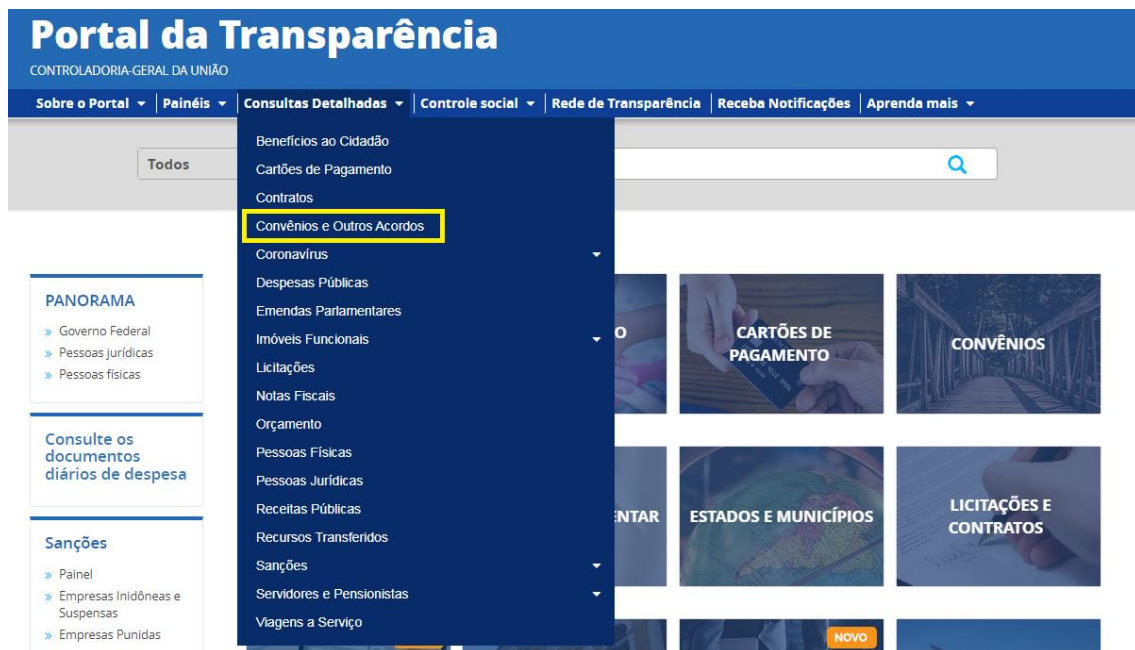 Portal da Transparência
CONTROLADORIA-GERAL DA UNIÃO
Sobre o Portal
Painéis
Consultas Detalhadas
Controle social
Rede de Transparência
Receba Notificações
Aprenda mais
Todos
Benefícios ao Cidadão
Cartões de Pagamento
Contratos
Convênios e Outros Acordos
Coronavírus
Despesas Públicas
Emendas Parlamentares
Imóveis Funcionais
Licitações
Notas Fiscais
Orçamento
Pessoas Físicas
Pessoas Jurídicas
Receitas Públicas
Recursos Transferidos
Sanções
Servidores e Pensionistas
Viagens a Serviço
PANORAMA
» Governo Federal
» Pessoas jurídicas
» Pessoas físicas
Consulte os
documentos
diários de despesa
Sanções
» Painel
» Empresas Inidôneas e
Suspensas
» Empresas Punidas
O
CARTÕES DE
PAGAMENTO
CONVÊNIOS
ENTAR
ESTADOS E MUNICÍPIOS
LICITAÇÕES E
CONTRATOS
NOVO